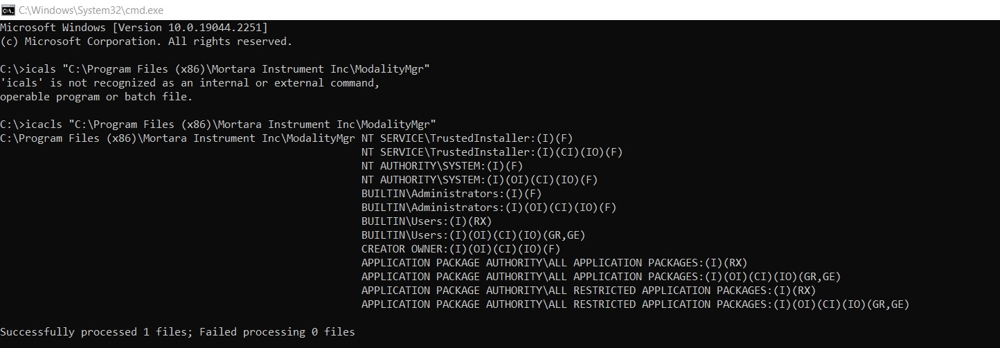 C:\Windows\System32\cmd.exe
Microsoft Windows [Version 10.0.19044.2251]
(c) Microsoft Corporation. All rights reserved.
C:\>icals "C:\Program Files (x86)\Mortara Instrument Inc\ModalityMgr"
'icals' is not recognized as an internal or external command,
operable program or batch file.
C:\>icacls "C:\Program Files (x86)\Mortara Instrument Inc\ModalityMgr"
C:\Program Files (x86)\Mortara Instrument Inc\ModalityMgr NT SERVICE\TrustedInstaller:(I)(F)
NT SERVICE\TrustedInstaller:(I)(CI)(IO)(F)
NT AUTHORITY\SYSTEM:(I)(F)
NT AUTHORITY\SYSTEM:(I)(OI)(CI)(IO)(F)
BUILTIN\Administrators:(I)(F)
BUILTIN\Administrators:(I)(OI)(CI)(IO)(F)
BUILTIN\Users:(I)(RX)
BUILTIN\Users:(I)(OI)(CI)(IO)(GR,GE)
CREATOR OWNER:(I)(OI)(CI)(IO)(F)
APPLICATION PACKAGE AUTHORITY\ALL APPLICATION PACKAGES:(I)(RX)
APPLICATION PACKAGE AUTHORITY\ALL APPLICATION PACKAGES:(I)(OI)(CI)(IO)(GR,GE)
APPLICATION PACKAGE AUTHORITY\ALL RESTRICTED APPLICATION PACKAGES:(I)(RX)
APPLICATION PACKAGE AUTHORITY\ALL RESTRICTED APPLICATION PACKAGES:(I)(OI)(CI)(IO)(GR,GE)
Successfully processed 1 files; Failed processing 0 files